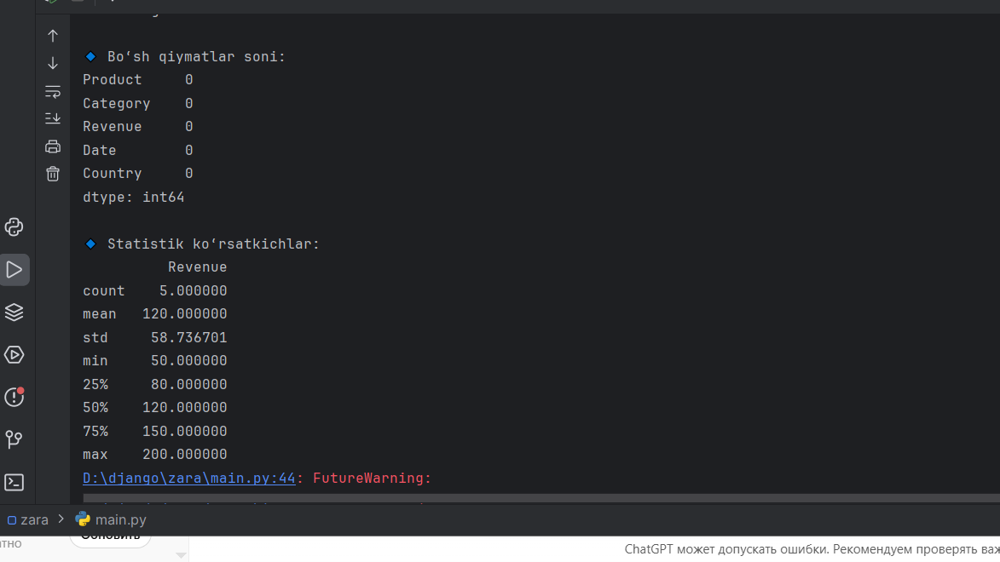 Bo‘sh qiymatlar soni:
Product 0
Category 0
Revenue 0
Date 0
Country 0
dtype: int64
Statistik ko‘rsatkichlar:
Revenue
count 5.000000
mean 120.000000
std 58.736701
min 50.000000
25% 80.000000
50% 120.000000
75% 150.000000
max 200.000000
D:\django\zara\main.py:44: FutureWarning:
zara > main.py
Обновить
ChatGPT может допускать ошибки. Рекомендуем проверять